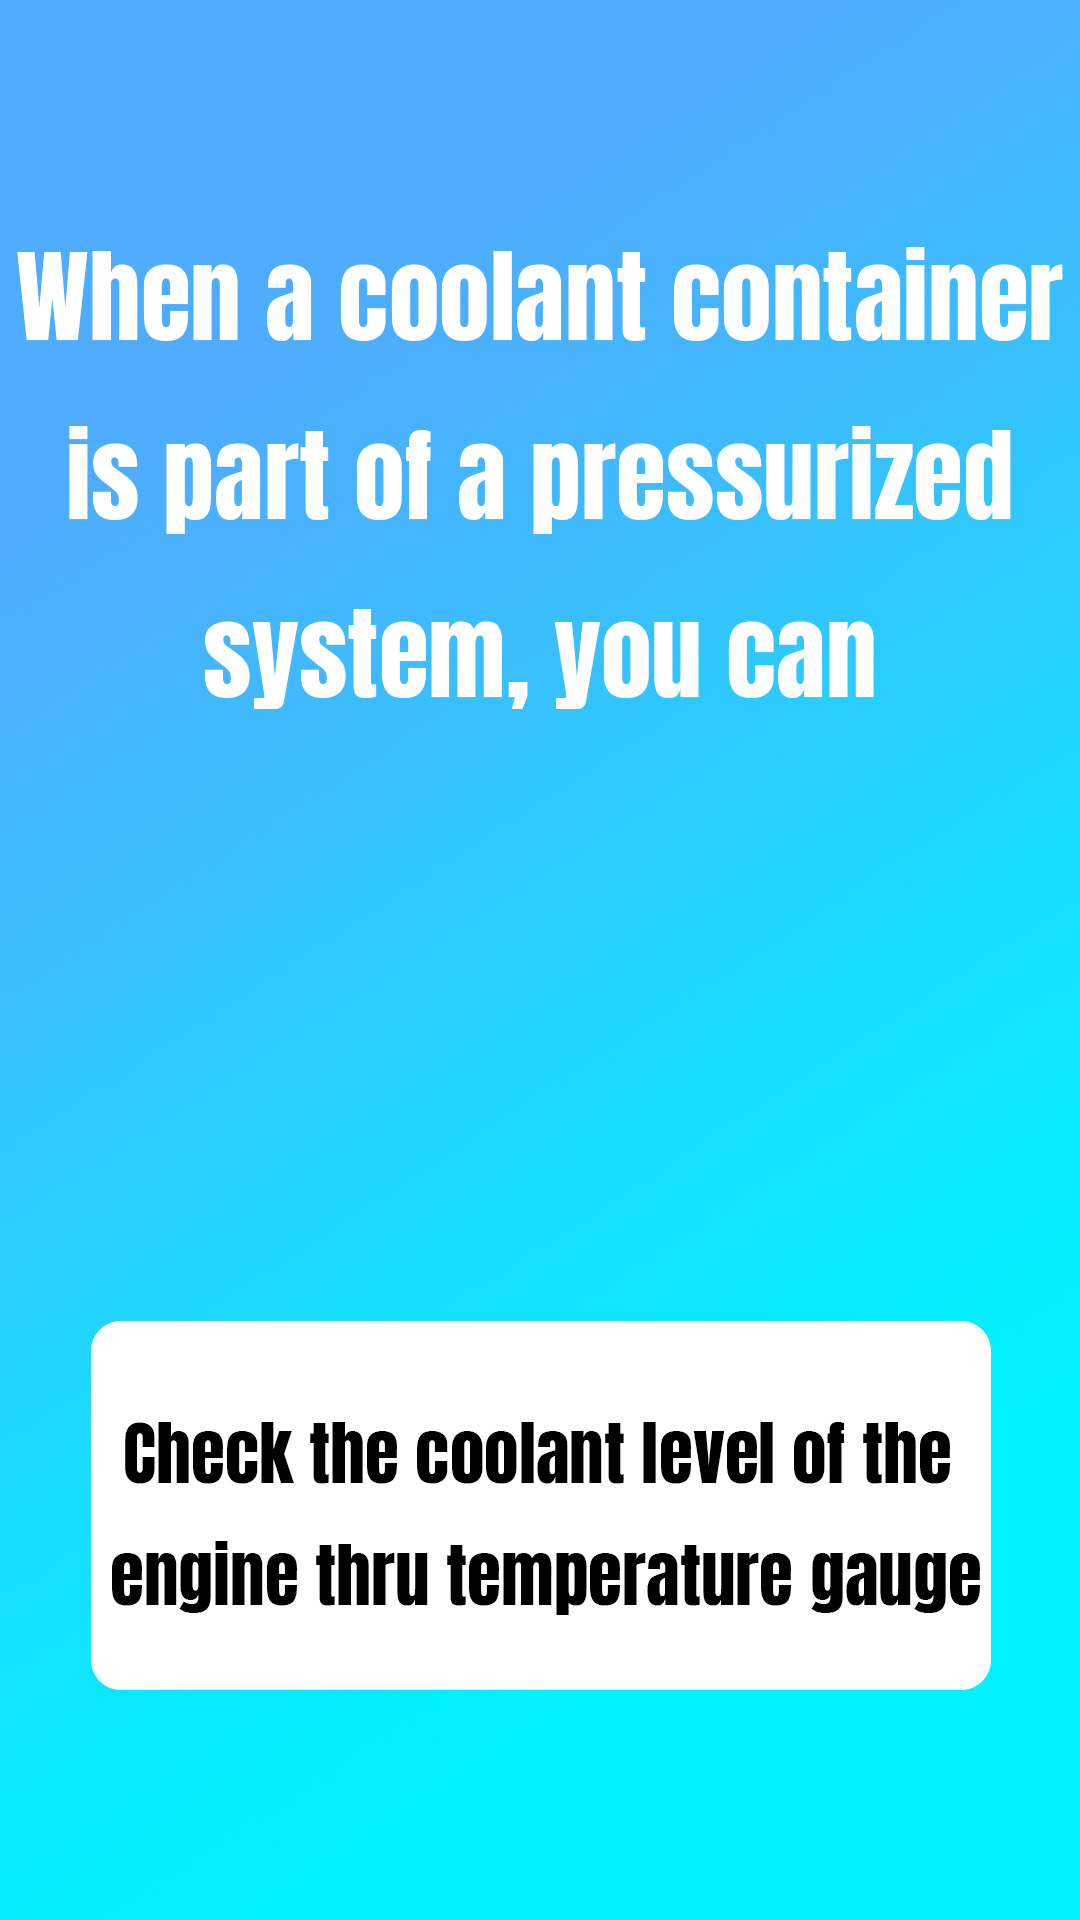 When a coolant container
is part of a pressurized
system, you can
Check the coolant level of the
engine thru temperature gauge